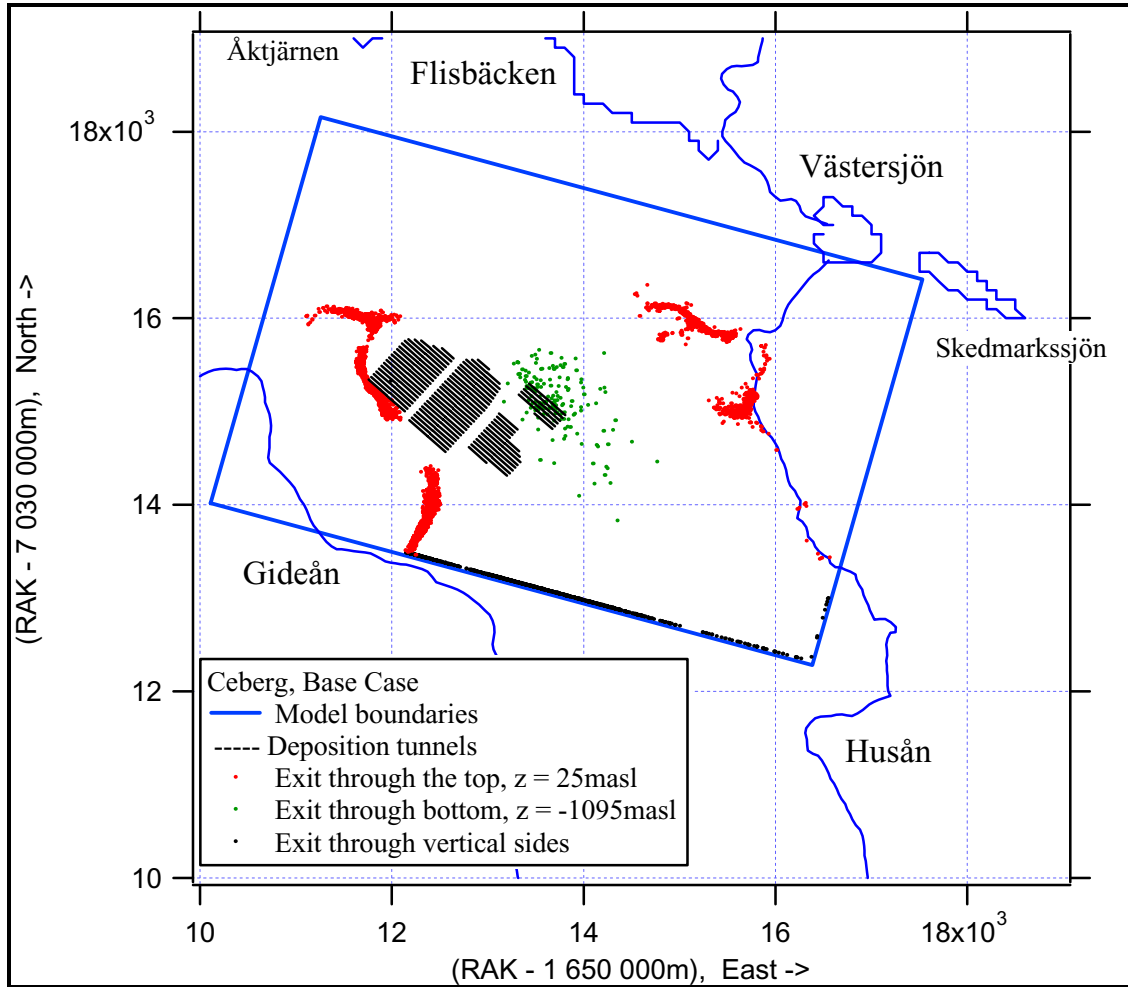 Åktjärnen
Flisbäcken
18x10³
Västersjön
16
Skedmarkssjön
14
Gideån
12
Husån
10
(RAK - 7 030 000m), North ->
Ceberg, Base Case
Model boundaries
Deposition tunnels
Exit through the top, z = 25masl
Exit through bottom, z = -1095masl
Exit through vertical sides
10 12 14 16 18x10³
(RAK - 1 650 000m), East ->